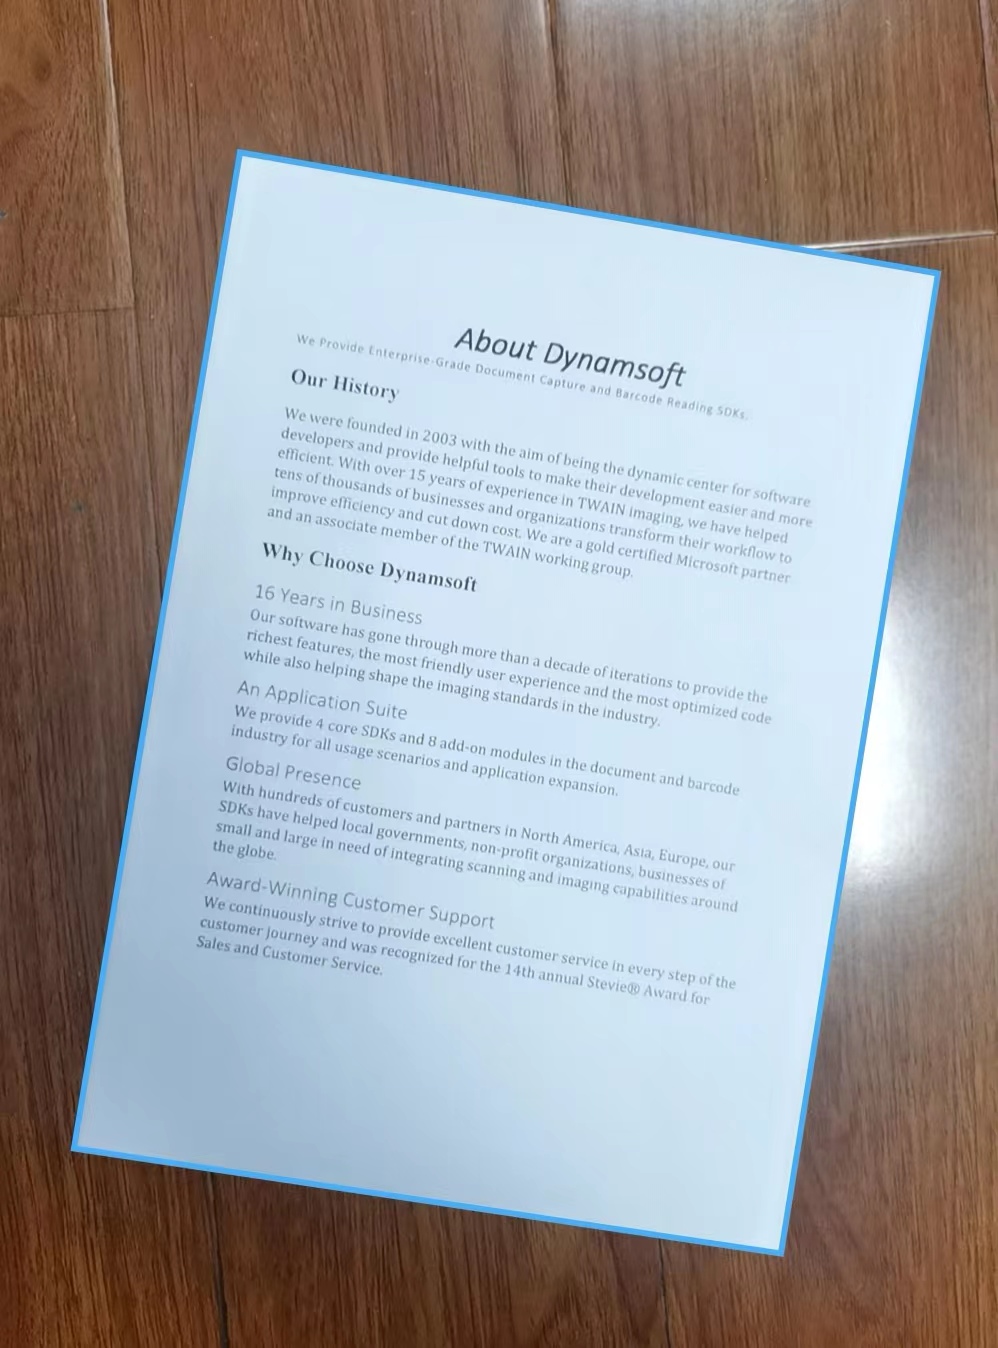 About Dynamsoft
We Provide Enterprise-Grade Document Capture and Barcode Reading SDKs.
Our History
We were founded in 2003 with the aim of being the dynamic center for software
developers and provide helpful tools to make their development easier and more
efficient. With over 15 years of experience in TWAIN imaging, we have helped
tens of thousands of businesses and organizations transform their workflow to
improve efficiency and cut down cost. We are a gold certified Microsoft partner
and an associate member of the TWAIN working group.
Why Choose Dynamsoft
16 Years in Business
Our software has gone through more than a decade of iterations to provide the
richest features, the most friendly user experience and the most optimized code
while also helping shape the imaging standards in the industry.
An Application Suite
We provide 4 core SDKs and 8 add-on modules in the document and barcode
industry for all usage scenarios and application expansion.
Global Presence
With hundreds of customers and partners in North America, Asia, Europe, our
SDKs have helped local governments, non-profit organizations, businesses of
small and large in need of integrating scanning and imaging capabilities around
the globe.
Award-Winning Customer Support
We continuously strive to provide excellent customer service in every step of the
customer journey and was recognized for the 14th annual Stevie® Award for
Sales and Customer Service.